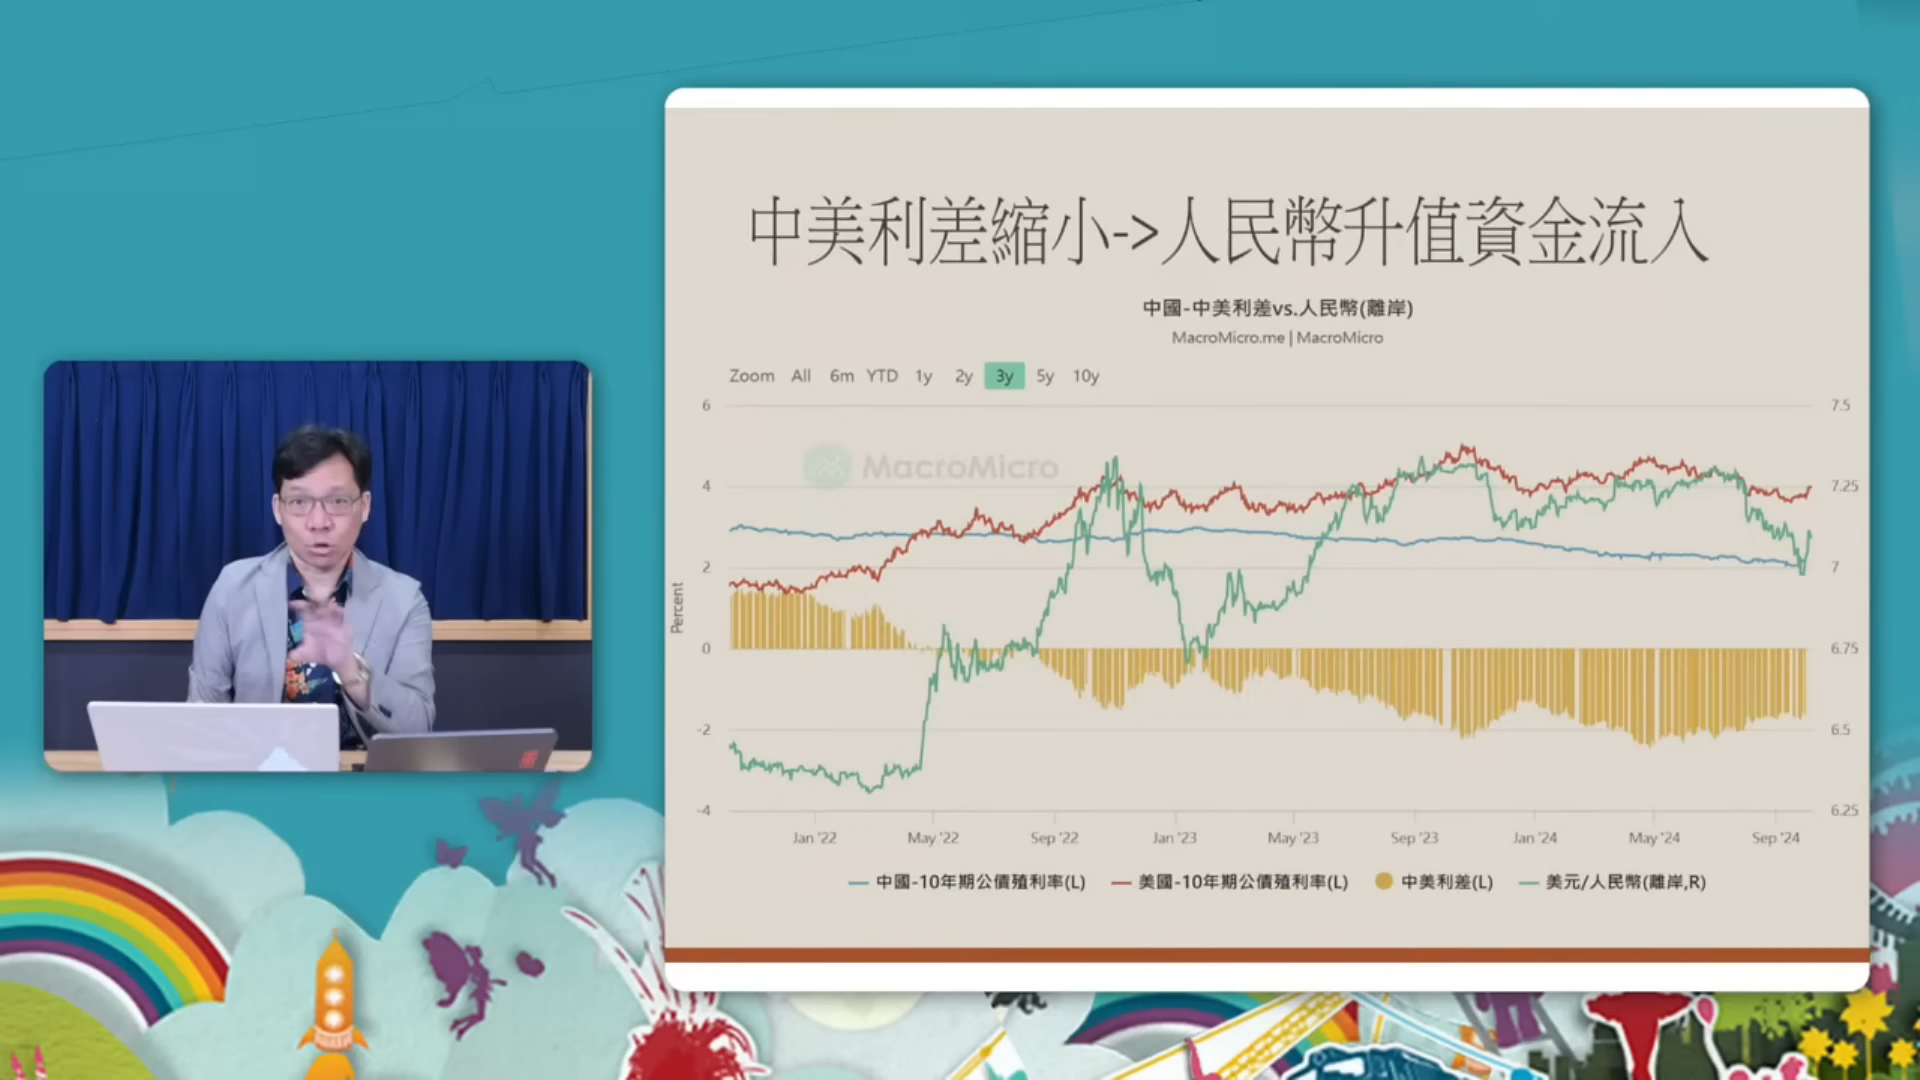 中美利差縮小->人民幣升值資金流入
中國-中美利差vs.人民幣(離岸)
MacroMicro.me | MacroMicro
Zoom All 6m YTD 1y 2y 3y 5y 10y
6
4
2
0
-2
-4
Percent
MacroMicro
7.5
7.25
7
6.75
6.5
6.25
Jan '22 May '22 Sep '22 Jan '23 May '23 Sep '23 Jan '24 May '24 Sep '24
中國-10年期公債殖利率(L) 美國-10年期公債殖利率(L) 中美利差(L) 美元/人民幣(離岸,R)